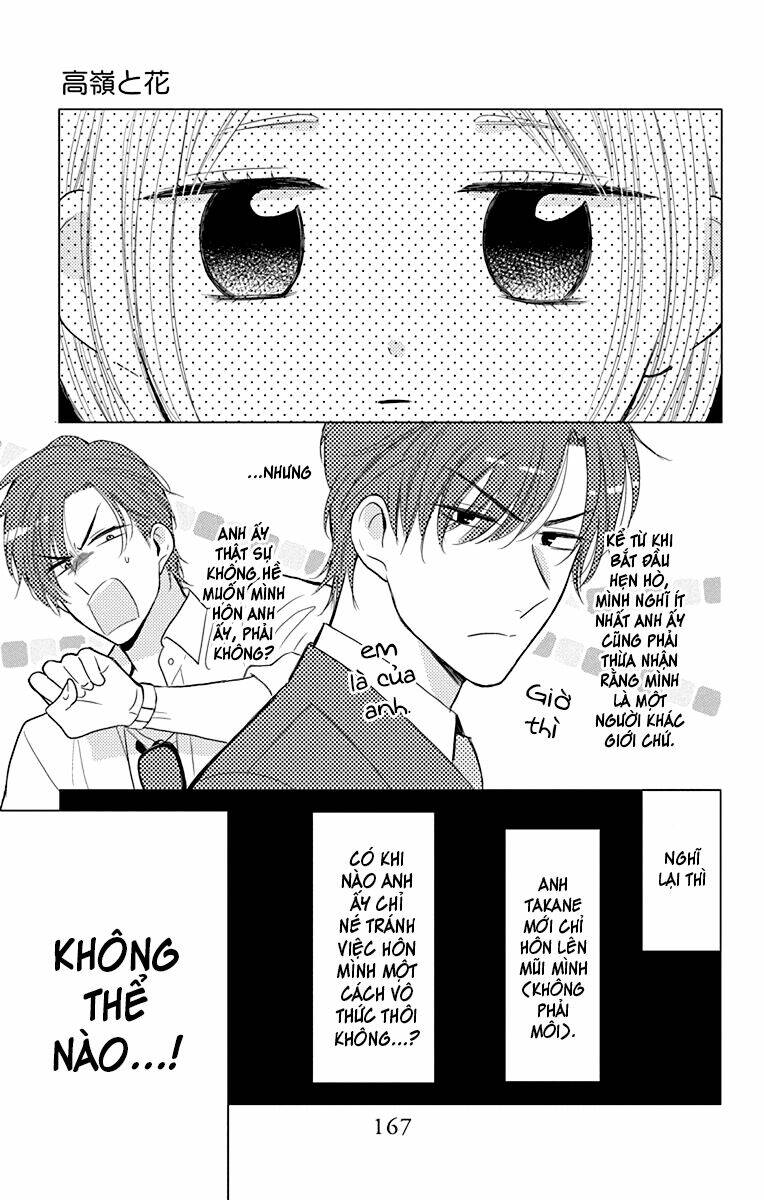 高嶺と花
KỂ TỪ KHI
BẮT ĐẦU
HẸN HÒ,
MÌNH NGHĨ ÍT
NHẤT ANH ẤY
CŨNG PHẢI
THỪA NHẬN
RẰNG MÌNH
LÀ MỘT
NGƯỜI KHÁC
GIỚI CHỨ.
Giờ
thì
em
là của
anh.
...NHƯNG
ANH ẤY
THẬT SỰ
KHÔNG HỀ
MUỐN MÌNH
HÔN ANH
ẤY, PHẢI
KHÔNG?
NGHĨ
LẠI THÌ
ANH
TAKANE
MỚI CHỈ
HÔN LÊN
MŨI MÌNH
(KHÔNG
PHẢI
MÔI).
CÓ KHI
NÀO ANH
ẤY CHỈ
NÉ TRÁNH
VIỆC HÔN
MÌNH MỘT
CÁCH VÔ
THỨC THÔI
KHÔNG...?
KHÔNG
THỂ
NÀO...!
167